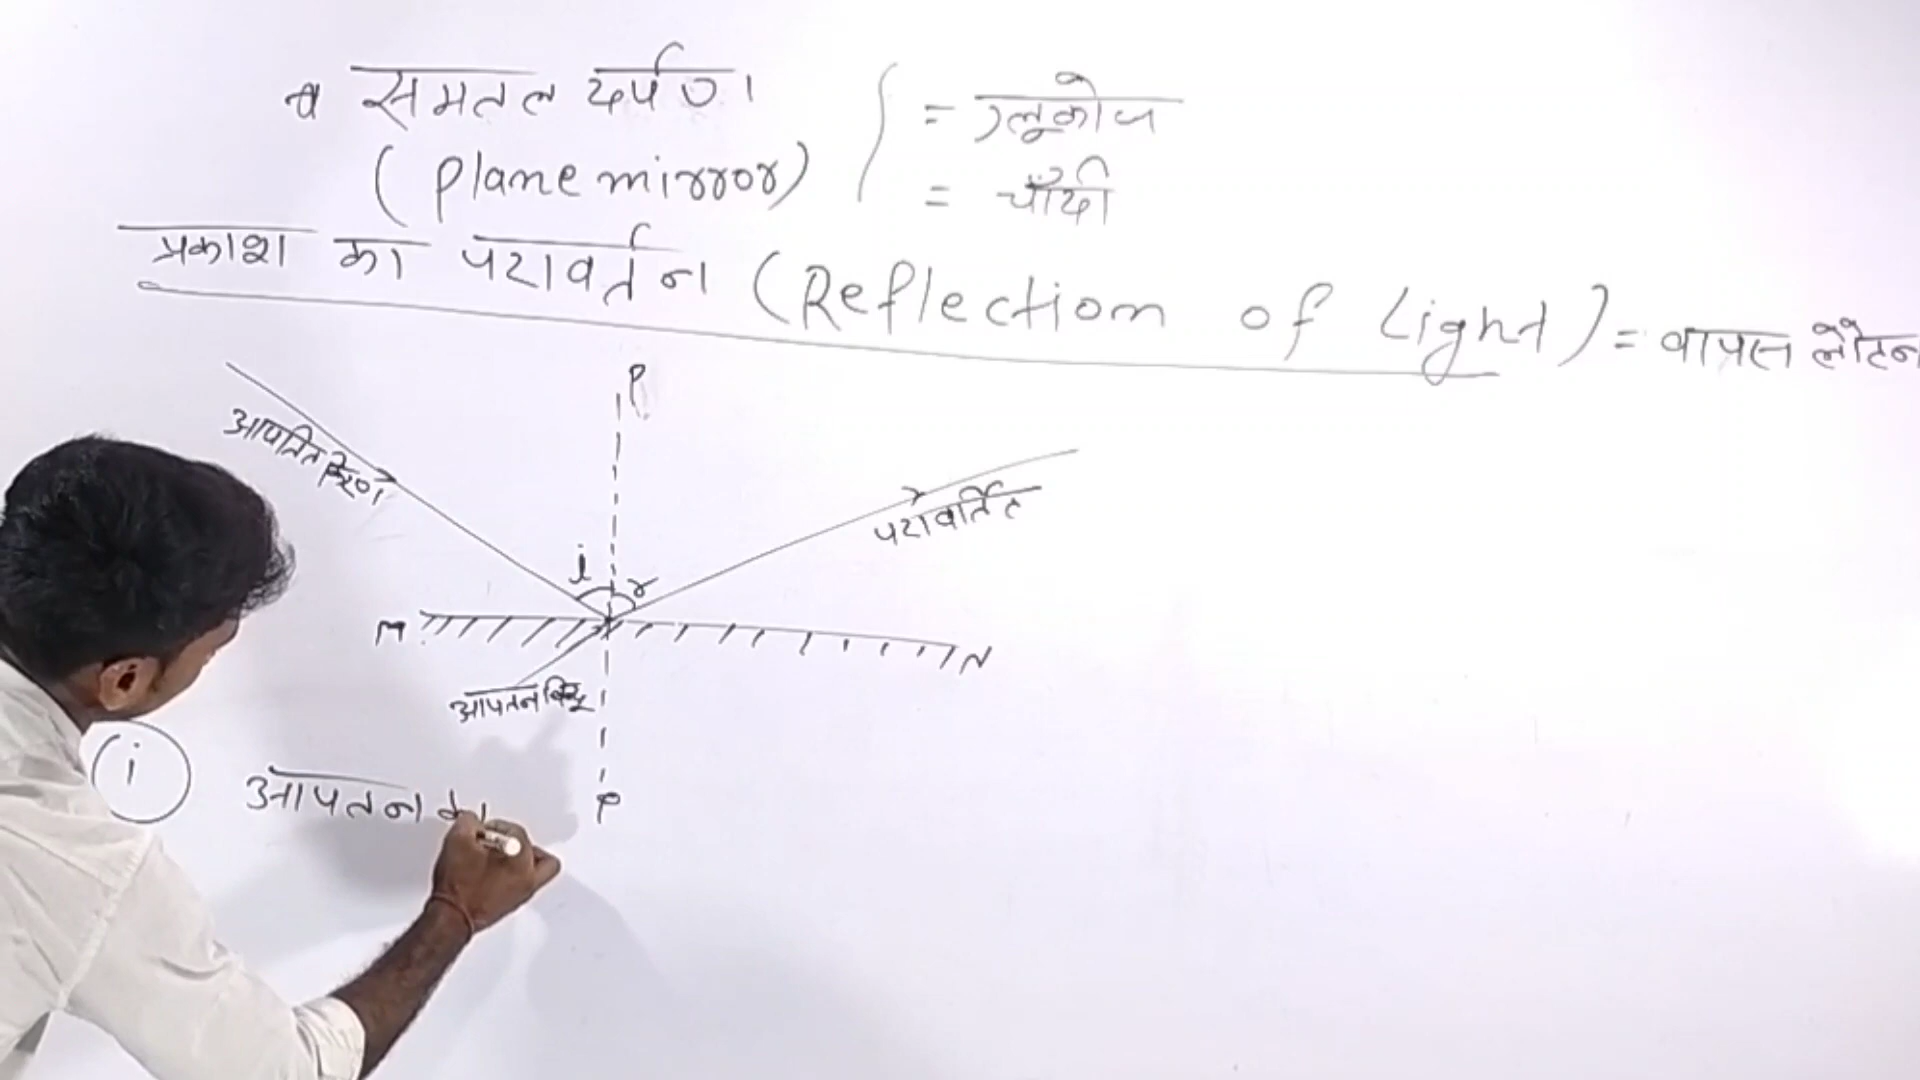 समतल दर्पण
= ग्लूकोज
(Plane mirror)
= चाँदी
प्रकाश का परावर्तन (Reflection of Light) = वापस लौटन
P
आपतित किरण
परावर्तित
i r
M N
आपतन बिन्दू
P
i आपतन को